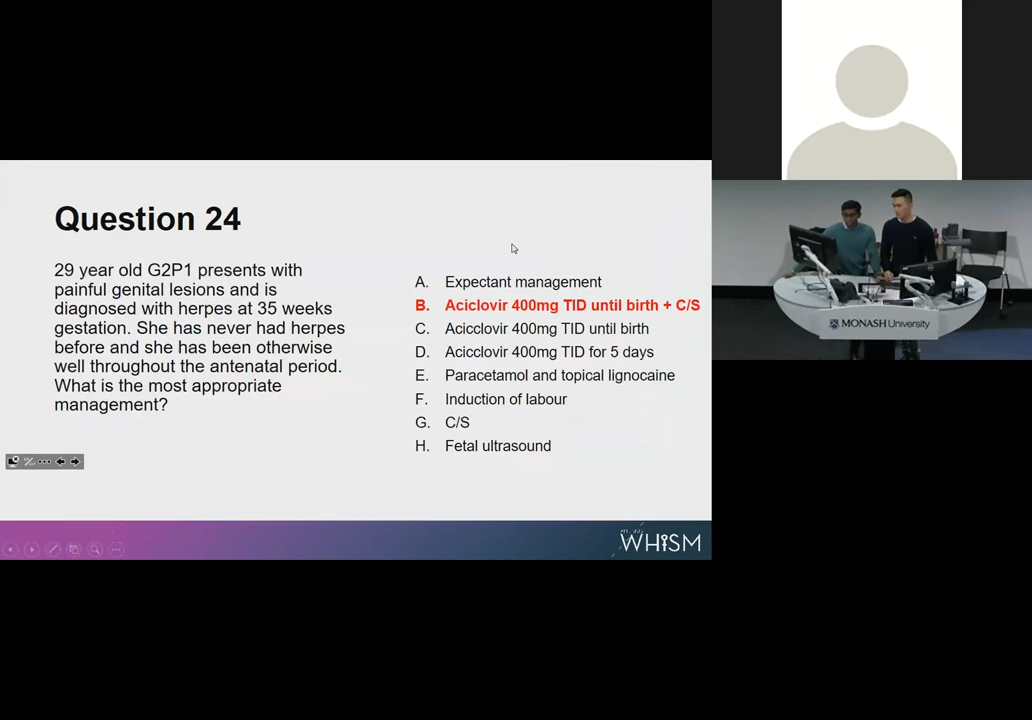 Question 24
29 year old G2P1 presents with
painful genital lesions and is
diagnosed with herpes at 35 weeks
gestation. She has never had herpes
before and she has been otherwise
well throughout the antenatal period.
What is the most appropriate
management?
A. Expectant management
B. Aciclovir 400mg TID until birth + C/S
C. Acicclovir 400mg TID until birth
D. Acicclovir 400mg TID for 5 days
E. Paracetamol and topical lignocaine
F. Induction of labour
G. C/S
H. Fetal ultrasound
WHISM
MONASH University